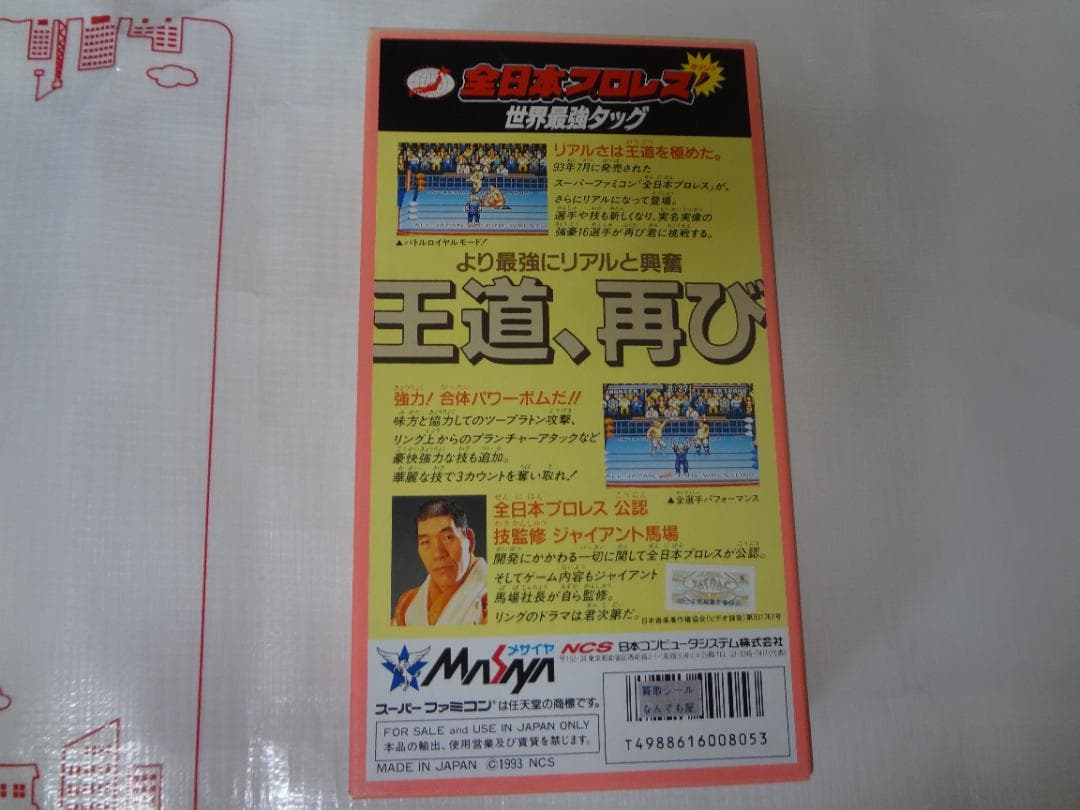 全日本プロレス'
ダッシュ
世界最強タッグ
リアルさは王道を極めた。
93年7月に発売された
スーパーファミコン「全日本プロレス」が、
さらにリアルになって登場。
選手や技も新しくなり、実名実像の
強豪16選手が再び君に挑戦する。
▲バトルロイヤルモード!
より最強にリアルと興奮
王道、再び
強力! 合体パワーボムだ!!
味方と協力してのツープラトン攻撃、
リング上からのプランチャーアタックなど
豪快強力な技も追加。
華麗な技で3カウントを奪い取れ!
▲全選手パフォーマンス
全日本プロレス 公認
技監修 ジャイアント馬場
開発にかかわる一切に関して全日本プロレスが公認。
そしてゲーム内容もジャイアント
馬場社長が自ら監修。
リングのドラマは君次第だ。
メサイヤ
MASAYA
NCS 日本コンピュータシステム株式会社
スーパーファミコンは任天堂の商標です。
FOR SALE and USE IN JAPAN ONLY
本品の輸出、使用営業及び賃貸を禁じます。
MADE IN JAPAN ©1993 NCS
買取シール
なんでも屋
T4988616008053